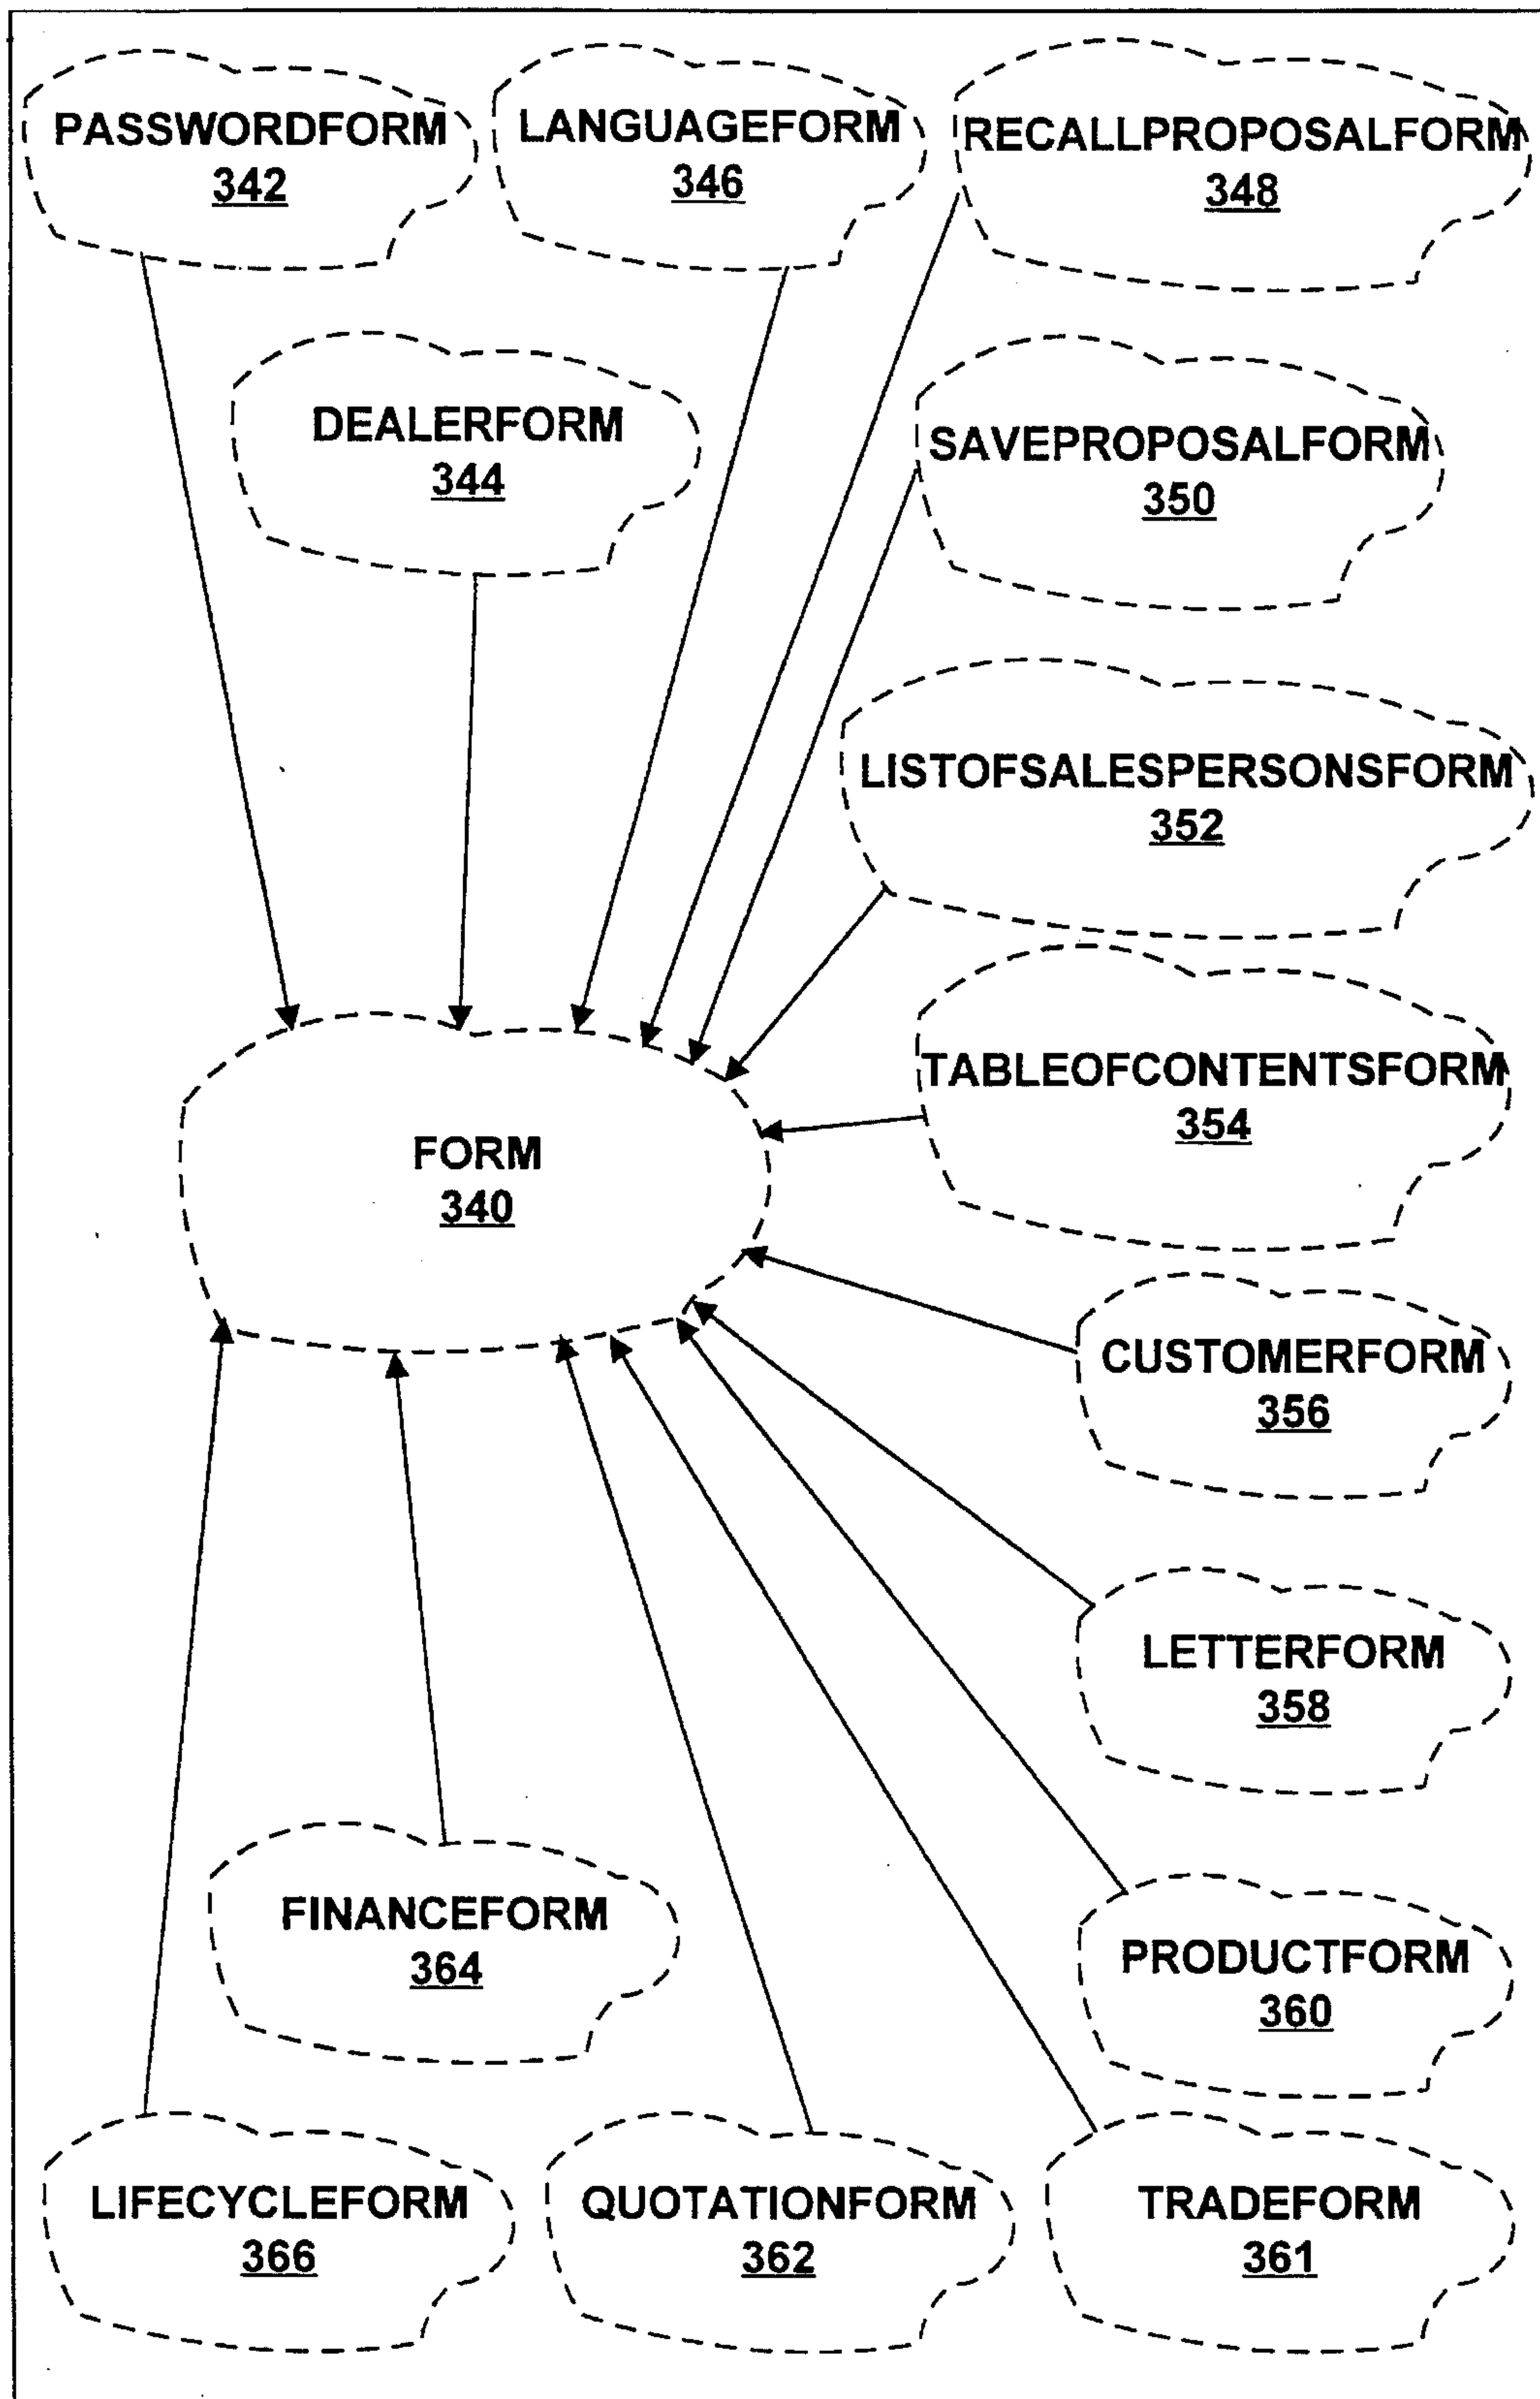 PASSWORDFORM
342
LANGUAGEFORM
346
RECALLPROPOSALFORM
348
DEALERFORM
344
SAVEPROPOSALFORM
350
LISTOFSALESPERSONSFORM
352
TABLEOFCONTENTSFORM
354
FORM
340
CUSTOMERFORM
356
LETTERFORM
358
FINANCEFORM
364
PRODUCTFORM
360
LIFECYCLEFORM
366
QUOTATIONFORM
362
TRADEFORM
361